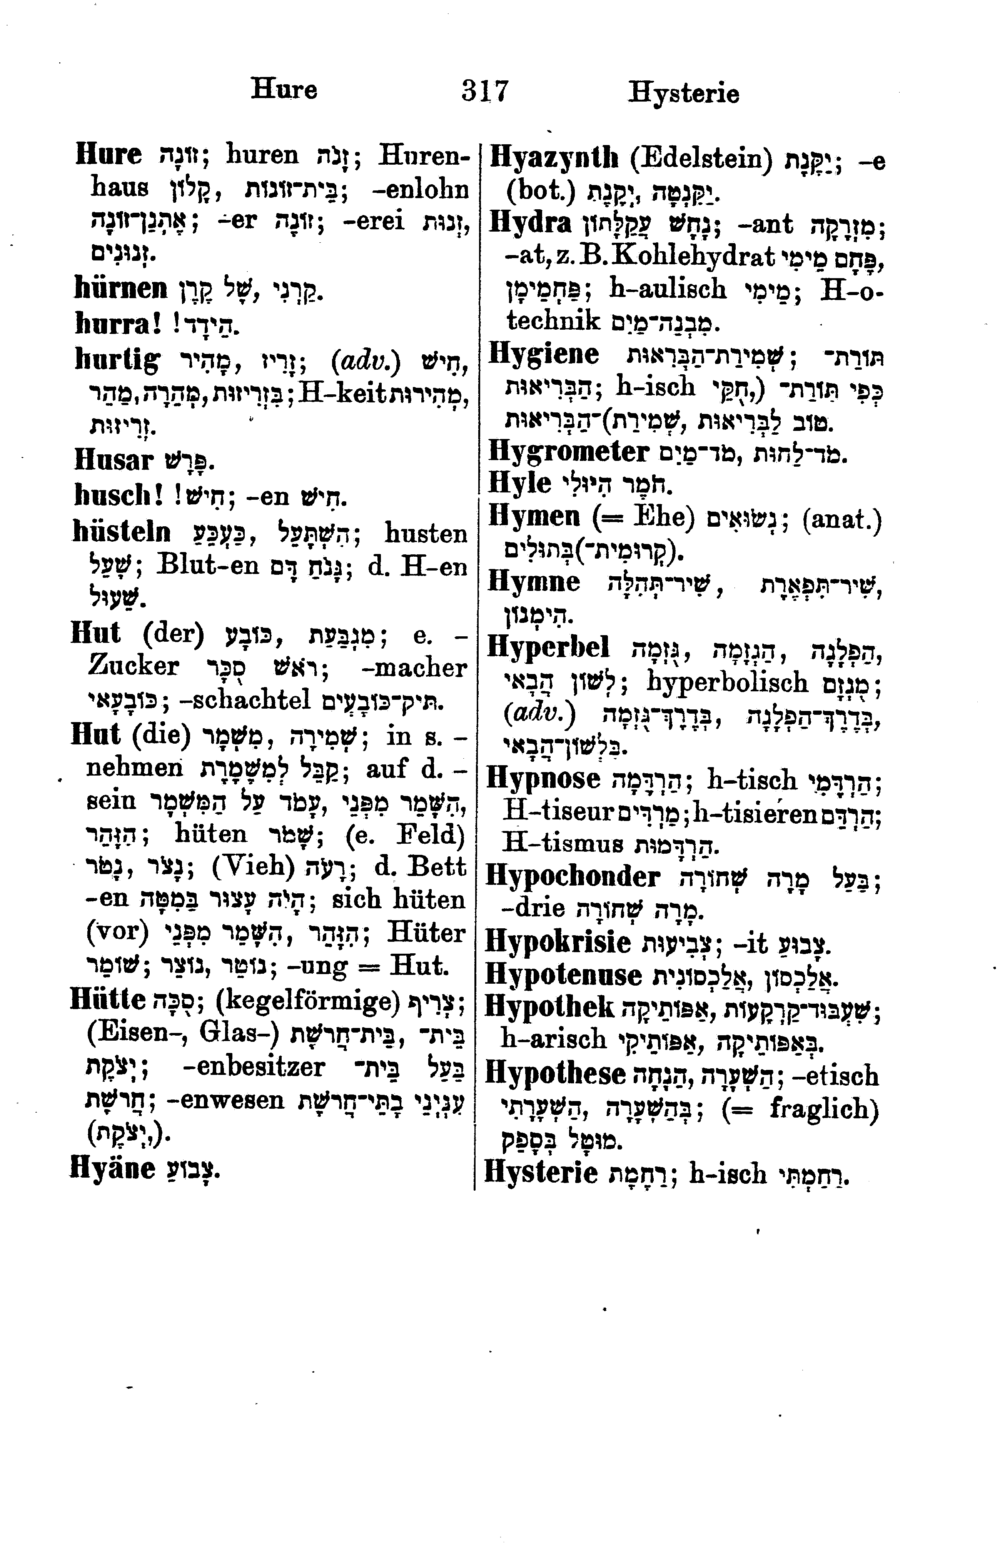 Hure 317 Hysterie
Hure זוֹנָה; huren זָנֹה; Huren-
haus בֵּית־זוֹנוֹת, קָלוֹן; -enlohn
אֶתְנַן־זוֹנָה; -er זוֹנֶה; -erei זְנוּת,
זְנוּנִים.
hürnen שֶׁל קֶרֶן, קַרְנִי.
hurra! הֵידָד!.
hurtig זָרִיז, מָהִיר; (adv.) חִישׁ,
מַהֵר, מְהֵרָה, בִּזְרִיזוּת; H-keit מְהִירוּת,
זְרִיזוּת.
Husar פָּרָשׁ.
husch! חִישׁ!; -en חִישׁ.
hüsteln כַּעְכֵּעַ, הִשְׁתָּעֵל; husten
שָׁעַל; Blut-en גָּנֹחַ דָּם; d. H-en
שִׁעוּל.
Hut (der) כּוֹבַע, מִגְבַּעַת; e. -
Zucker רֹאשׁ סֻכָּר; -macher
כּוֹבָעָאִי; -schachtel תִּיק־כּוֹבָעִים.
Hut (die) מִשְׁמָר, שְׁמִירָה; in s. -
nehmen קַבֵּל לְמִשְׁמֶרֶת; auf d. -
sein עָמֹד עַל הַמִּשְׁמָר, הִשָּׁמֵר מִפְּנֵי,
הִזָּהֵר; hüten שָׁמֹר; (e. Feld)
נָצֹר, נָטֹר; (Vieh) רָעֹה; d. Bett
-en הָיֹה עָצוּר בַּמִּטָּה; sich hüten
(vor) הִזָּהֵר, הִשָּׁמֵר מִפְּנֵי; Hüter
שׁוֹמֵר, נוֹטֵר, נוֹצֵר; -ung = Hut.
Hütte סֻכָּה; (kegelförmige) צְרִיף;
(Eisen-, Glas-) בֵּית־חֲרֹשֶׁת, בֵּית־
יְצִקַת; -enbesitzer בַּעַל בֵּית־
חֲרֹשֶׁת; -enwesen עִנְיְנֵי בָתֵּי־חֲרֹשֶׁת
(יְצִקַת,).
Hyäne צָבוֹעַ.
Hyazynth (Edelstein) יָקְנָת; -e
(bot.) יָקְנָת, יַקִּנְטָה.
Hydra נָחָשׁ עֲקַלָּתוֹן; -ant מִזְרָקָה;
-at, z. B. Kohlehydrat פֶּחָם מֵימִי,
פַּחְמֵימָן; h-aulisch מֵימִי; H-o-
technik מִבְנֵה־מַיִם.
Hygiene שְׁמִירַת־הַבְּרִאוּת; תּוֹרַת־
הַבְּרִיאוּת; h-isch כְּפִי תּוֹרַת־ (חֻקֵּי,
שְׁמִירַת)־הַבְּרִיאוּת, טוֹב לַבְּרִיאוּת.
Hygrometer מַד־לַחוּת, מַד־מַיִם.
Hyle חֹמֶר הִיּוּלִי.
Hymen (= Ehe) נִשּׂוּאִים; (anat.)
(קְרוּמִית־)בְּתוּלִים.
Hymne שִׁיר־תְּהִלָּה, שִׁיר־תִּפְאֶרֶת,
הִימְנוֹן.
Hyperbel גֻּזְמָה, הַגְזָמָה, הַפְלָגָה,
לְשׁוֹן הֲבָאי; hyperbolisch מֻגְזָם;
(adv.) בְּדֶרֶךְ־גֻּזְמָה, בְּדֶרֶךְ־הַפְלָגָה,
בִּלְשׁוֹן־הֲבָאי.
Hypnose הַרְדָּמָה; h-tisch הַרְדָּמִי;
H-tiseur מַרְדִּים; h-tisieren הַרְדֵּם;
H-tismus הַרְדָּמוּת.
Hypochonder בַּעַל מָרָה שְׁחוֹרָה;
-drie מָרָה שְׁחוֹרָה.
Hypokrisie צְבִיעוּת; -it צָבוּעַ.
Hypotenuse אֲלַכְסוֹן, אֲלַכְסוֹנִית.
Hypothek אַפּוֹתֵיקָה, שִׁעְבּוּד־קַרְקָעוֹת;
h-arisch אַפּוֹתֵיקִי, בְּאַפּוֹתֵיקָה.
Hypothese הַשְׁעָרָה, הַנָּחָה; -etisch
הַשְׁעָרָתִי, בְּהַשְׁעָרָה; (= fraglich)
מוּטָל בְּסָפֵק.
Hysterie רַחֶמֶת; h-isch רַחַמְתִּי.